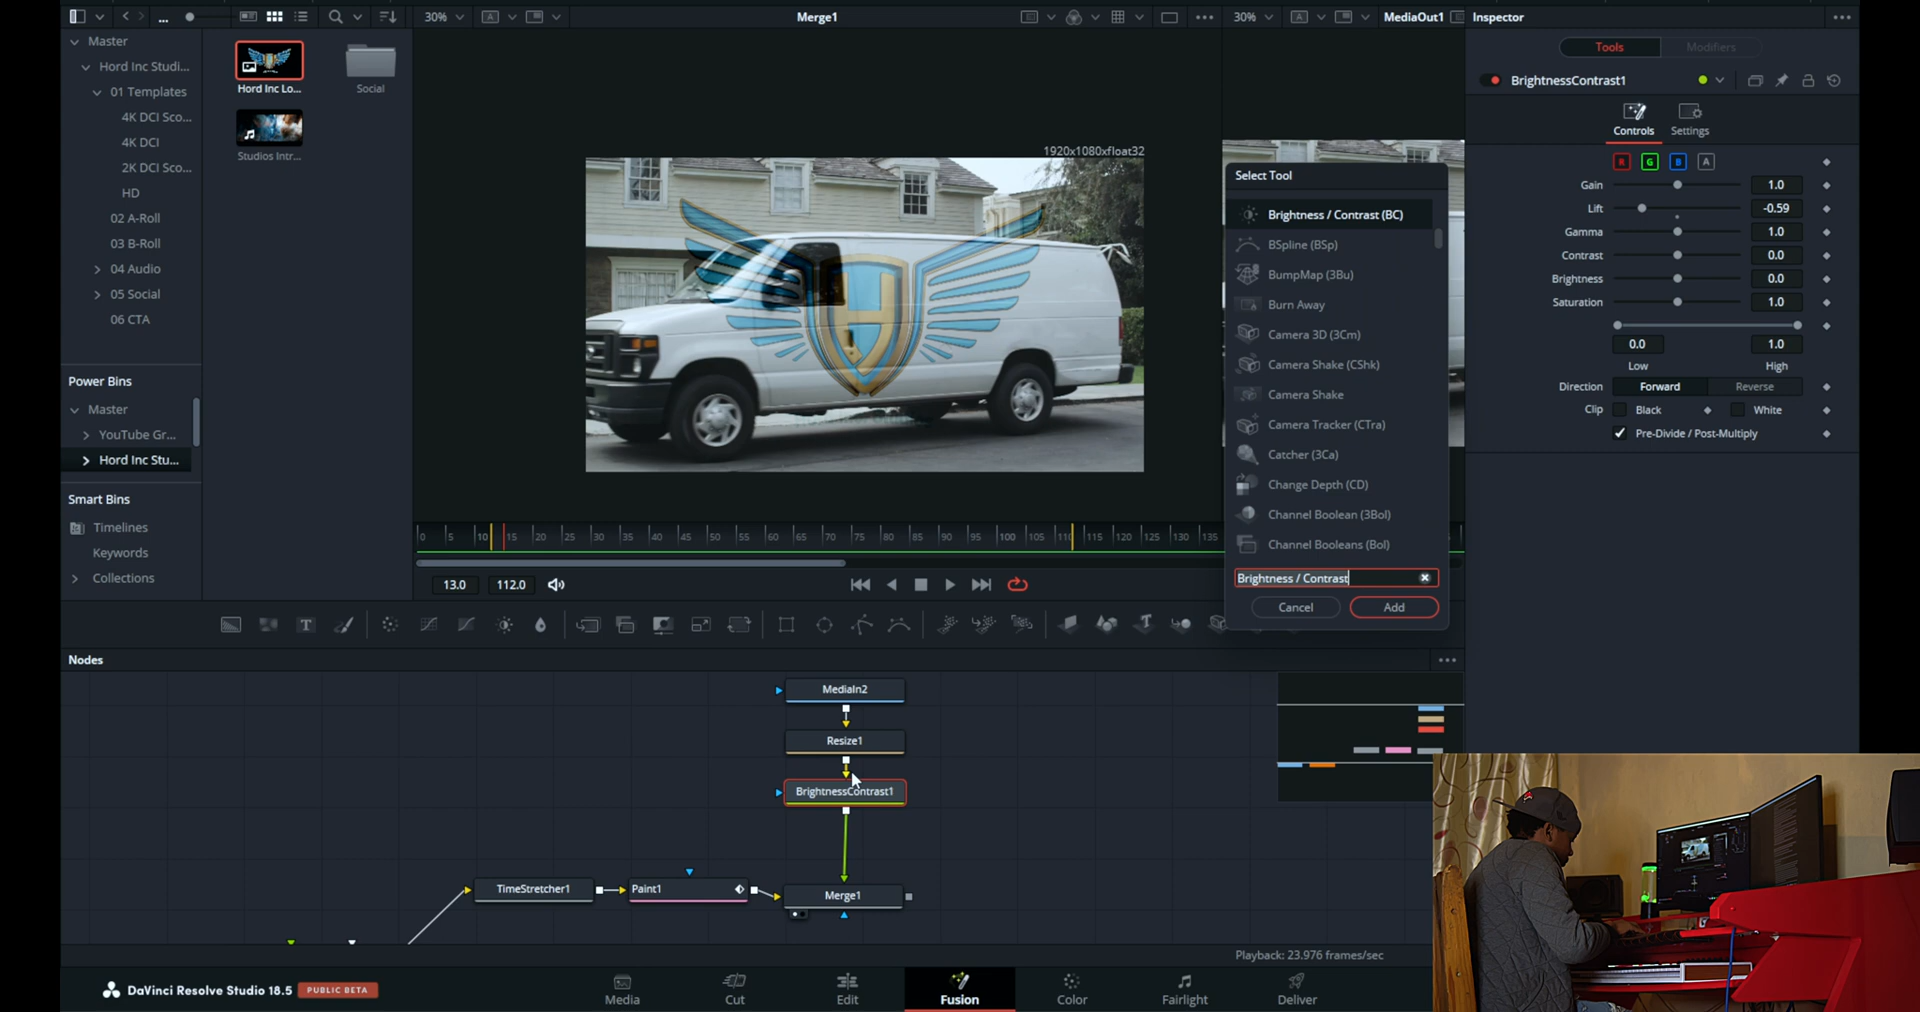 ...
30%
A
Merge1
30%
A
MediaOut1
Inspector
Master
Hord Inc Studi...
01 Templates
4K DCI Sco...
4K DCI
2K DCI Sco...
HD
02 A-Roll
03 B-Roll
04 Audio
05 Social
06 CTA
Power Bins
Master
YouTube Gr...
Hord Inc Stu...
Smart Bins
Timelines
Keywords
Collections
Hord Inc Lo...
Social
Studios Intr...
1920x1080xfloat32
H
Select Tool
Brightness / Contrast (BC)
BSpline (BSp)
BumpMap (3Bu)
Burn Away
Camera 3D (3Cm)
Camera Shake (CShk)
Camera Shake
Camera Tracker (CTra)
Catcher (3Ca)
Change Depth (CD)
Channel Boolean (3Bol)
Channel Booleans (Bol)
Brightness / Contrast
Cancel
Add
Tools
Modifiers
BrightnessContrast1
Controls
Settings
R G B A
Gain 1.0
Lift -0.59
Gamma 1.0
Contrast 0.0
Brightness 0.0
Saturation 1.0
0.0 1.0
Low High
Direction Forward Reverse
Clip Black White
Pre-Divide / Post-Multiply
0 5 10 15 20 25 30 35 40 45 50 55 60 65 70 75 80 85 90 95 100 105 110 115 120 125 130 135
13.0
112.0
T
T
Nodes
MediaIn2
Resize1
BrightnessContrast1
TimeStretcher1
Paint1
Merge1
Playback: 23.976 frames/sec
DaVinci Resolve Studio 18.5
PUBLIC BETA
Media
Cut
Edit
Fusion
Color
Fairlight
Deliver